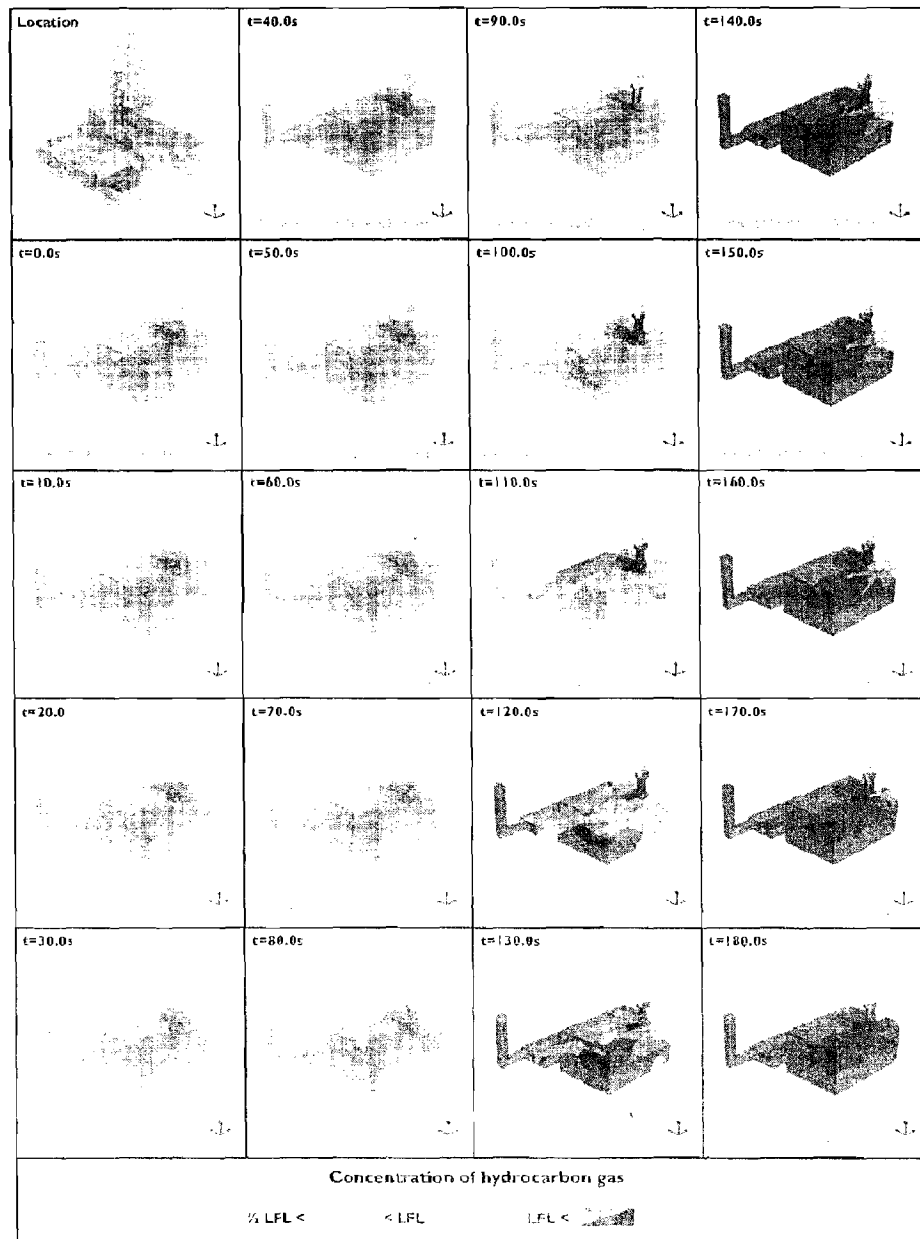 Location
t=40.0s
t=90.0s
t=140.0s
t=0.0s
t=50.0s
t=100.0s
t=150.0s
t=10.0s
t=60.0s
t=110.0s
t=160.0s
t=20.0
t=70.0s
t=120.0s
t=170.0s
t=30.0s
t=80.0s
t=130.0s
t=180.0s
Concentration of hydrocarbon gas
½ LFL < < LFL LFL <